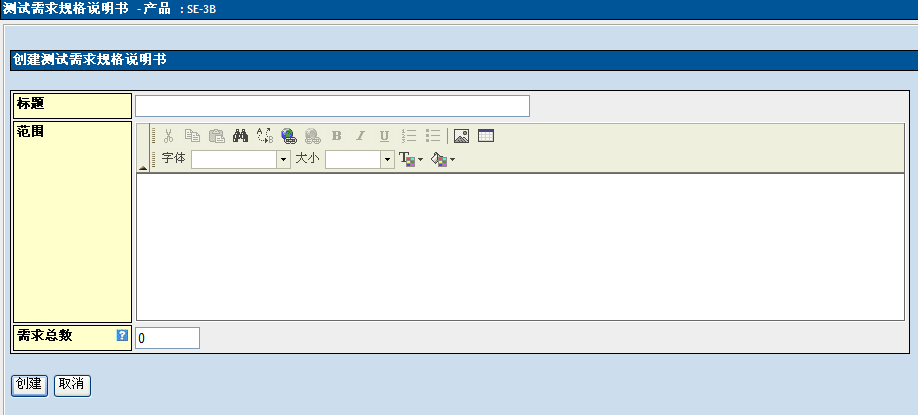 测试需求规格说明书 - 产品 : SE-3B
创建测试需求规格说明书
标题
范围
B I U
字体 大小
需求总数 ? 0
创建 取消